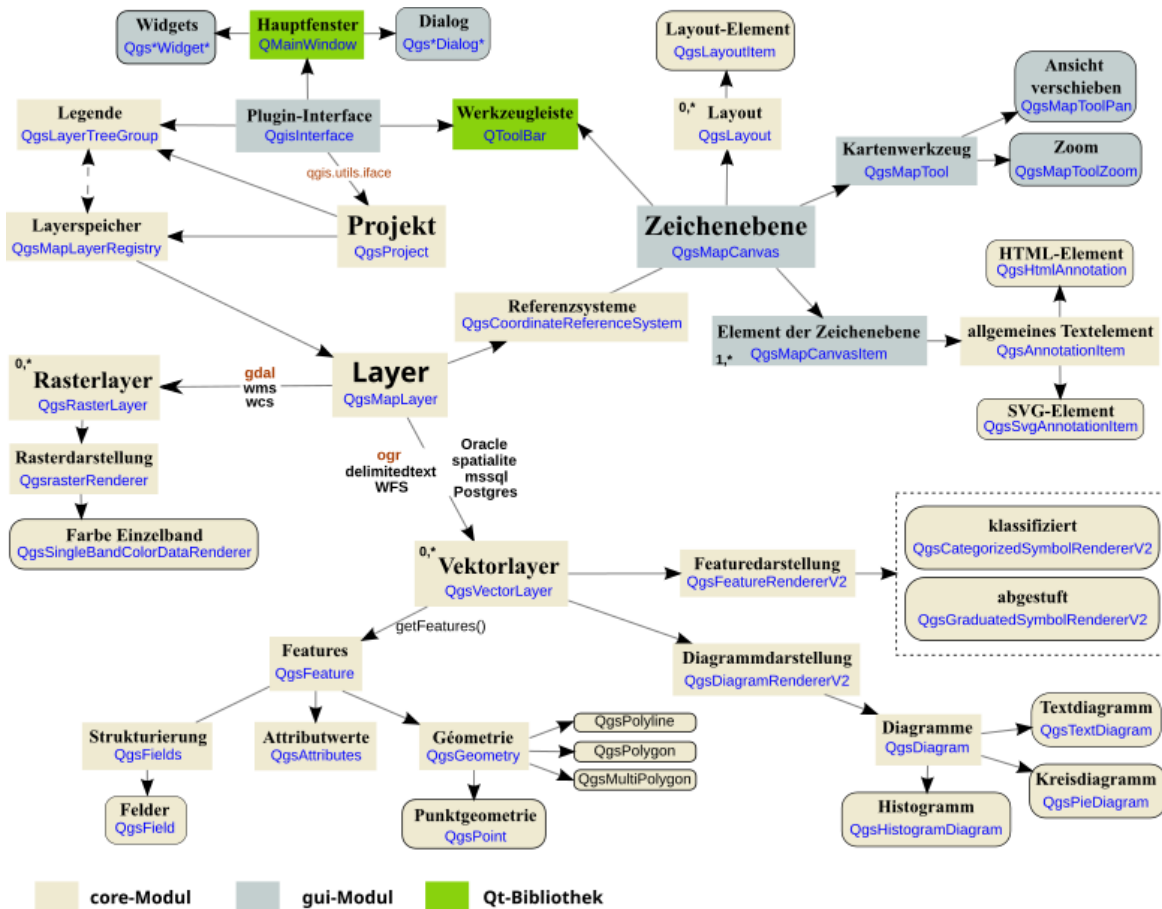 Widgets
Qgs*Widget*
Hauptfenster
QMainWindow
Dialog
Qgs*Dialog*
Layout-Element
QgsLayoutItem
Ansicht
verschieben
QgsMapToolPan
Legende
QgsLayerTreeGroup
Plugin-Interface
QgisInterface
Werkzeugleiste
QToolBar
0,*
Layout
QgsLayout
Kartenwerkzeug
QgsMapTool
Zoom
QgsMapToolZoom
qgis.utils.iface
Layerspeicher
QgsMapLayerRegistry
Projekt
QgsProject
Zeichenebene
QgsMapCanvas
HTML-Element
QgsHtmlAnnotation
Referenzsysteme
QgsCoordinateReferenceSystem
Element der Zeichenebene
1,*
QgsMapCanvasItem
allgemeines Textelement
QgsAnnotationItem
SVG-Element
QgsSvgAnnotationItem
0,*
Rasterlayer
QgsRasterLayer
gdal
wms
wcs
Layer
QgsMapLayer
Rasterdarstellung
QgsrasterRenderer
Farbe Einzelband
QgsSingleBandColorDataRenderer
ogr
delimitedtext
WFS
Oracle
spatialite
mssql
Postgres
0,*
Vektorlayer
QgsVectorLayer
Featuredarstellung
QgsFeatureRendererV2
klassifiziert
QgsCategorizedSymbolRendererV2
abgestuft
QgsGraduatedSymbolRendererV2
getFeatures()
Features
QgsFeature
Diagrammdarstellung
QgsDiagramRendererV2
Strukturierung
QgsFields
Attributwerte
QgsAttributes
Géometrie
QgsGeometry
QgsPolyline
QgsPolygon
QgsMultiPolygon
Diagramme
QgsDiagram
Textdiagramm
QgsTextDiagram
Kreisdiagramm
QgsPieDiagram
Felder
QgsField
Punktgeometrie
QgsPoint
Histogramm
QgsHistogramDiagram
core-Modul
gui-Modul
Qt-Bibliothek